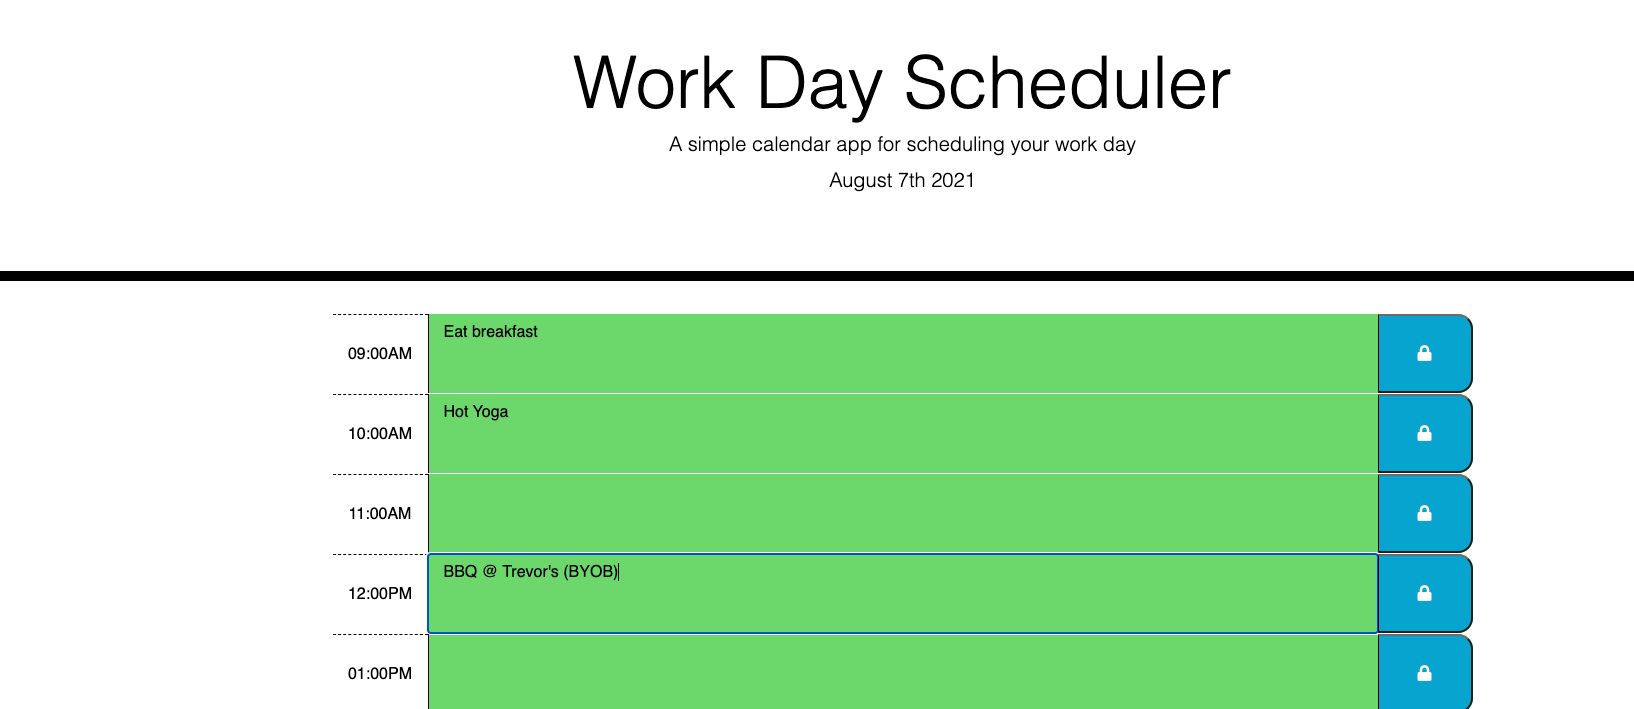 Work Day Scheduler
A simple calendar app for scheduling your work day
August 7th 2021
09:00AM Eat breakfast
10:00AM Hot Yoga
11:00AM
12:00PM BBQ @ Trevor's (BYOB)
01:00PM